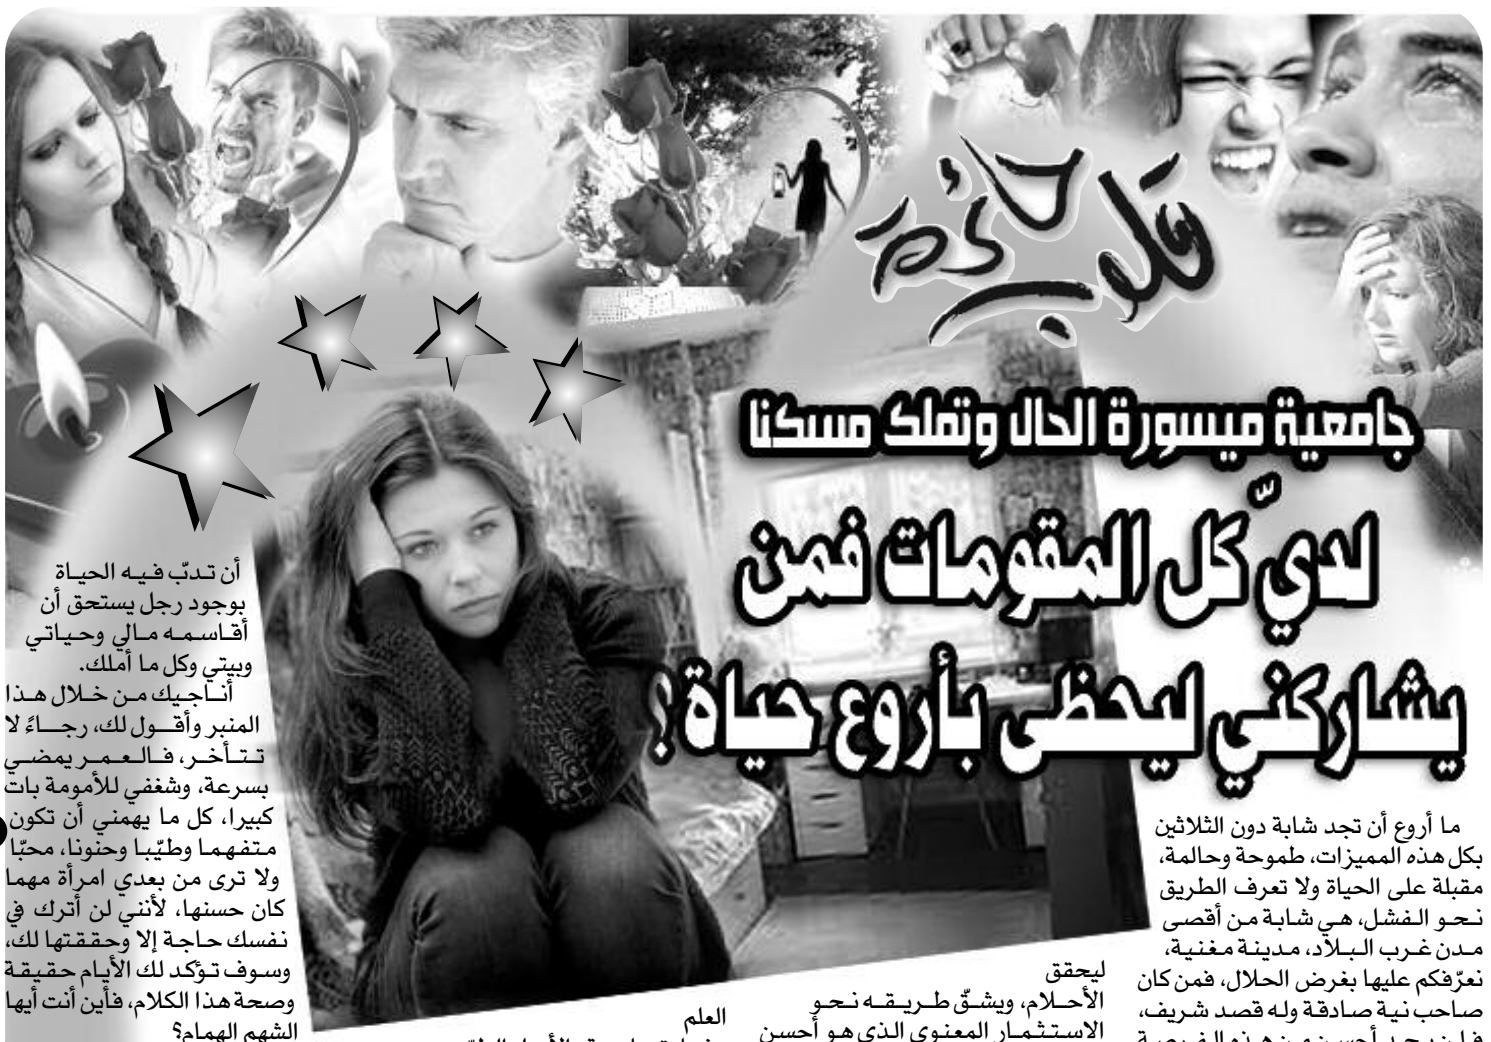 قلوب حائرة
جامعية ميسورة الحال وتملك مسكنا
لديّ كل المقومات فمن
يشاركني ليحظى بأروع حياة؟
ما أروع أن تجد شابة دون الثلاثين
بكل هذه المميزات، طموحة وحالمة،
مقبلة على الحياة ولا تعرف الطريق
نحو الفشل، هي شابة من أقصى
مدن غرب البلاد، مدينة مغنية،
نعرّفكم عليها بغرض الحلال، فمن كان
صاحب نية صادقة وله قصد شريف،
فلن يجد أحسن من هذه الفرصة
ليحقق
الأحلام، ويشقّ طريقه نحو
الاستثمار المعنوي الذي هو أحسن
العلم
أن تدبّ فيه الحياة
بوجود رجل يستحق أن
أقاسمه مالي وحياتي
وبيتي وكل ما أملك.
أناجيك من خلال هذا
المنبر وأقول لك، رجاءً لا
تتأخر، فالعمر يمضي
بسرعة، وشغفي للأمومة بات
كبيرا، كل ما يهمني أن تكون
متفهما وطيّبا وحنونا، محبّا
ولا ترى من بعدي امرأة مهما
كان حسنها، لأنني لن أترك في
نفسك حاجة إلا وحققتها لك،
وسوف تؤكد لك الأيام حقيقة
وصحة هذا الكلام، فأين أنت أيها
الشهم الهمام؟